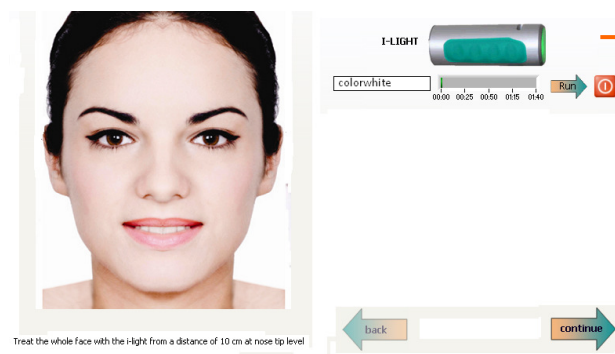 I-LIGHT
colorwhite
Run
00:00 00:25 00:50 01:15 01:40
back
continue
Treat the whole face with the i-light from a distance of 10 cm at nose tip level